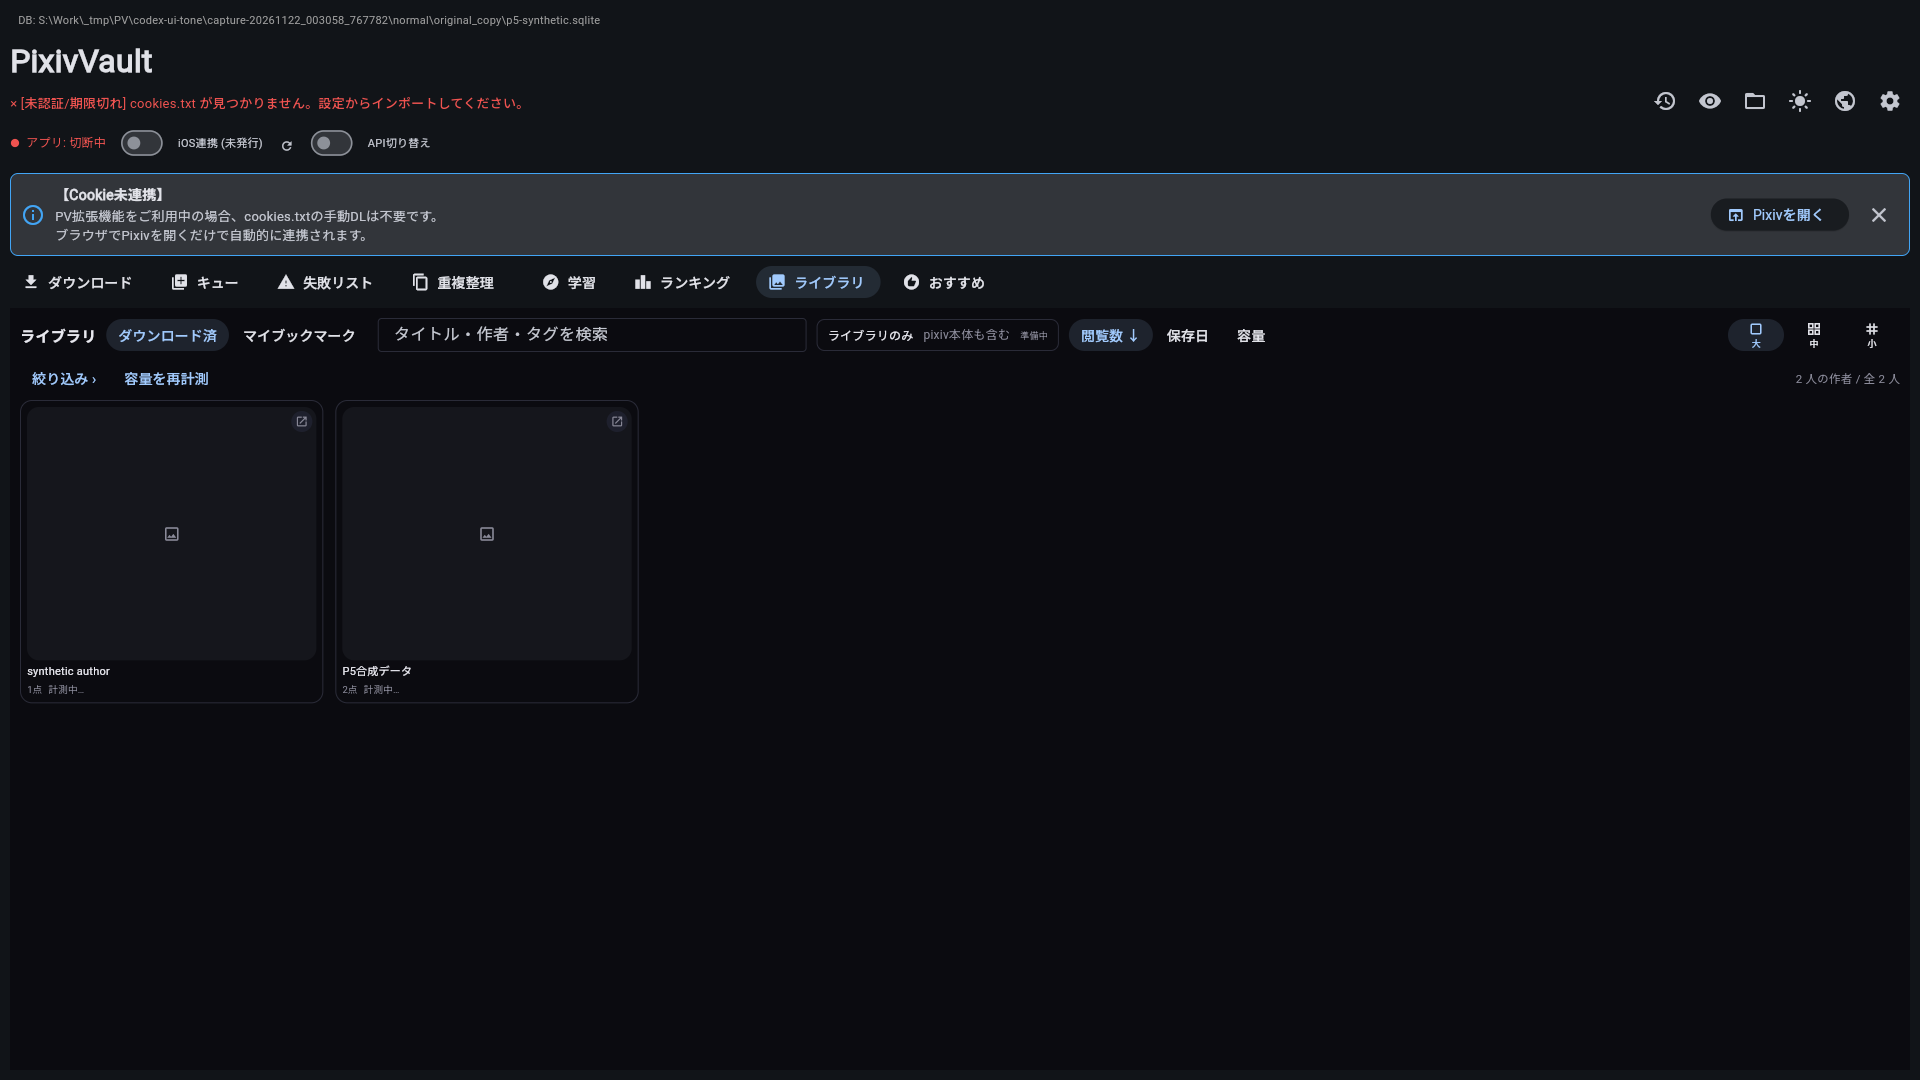 DB: S:\Work\_tmp\PV\codex-ui-tone\capture-20261122_003058_767782\normal\original_copy\p5-synthetic.sqlite
PixivVault
× [未認証/期限切れ] cookies.txt が見つかりません。設定からインポートしてください。
アプリ: 切断中 iOS連携 (未発行) API切り替え
【Cookie未連携】
PV拡張機能をご利用中の場合、cookies.txtの手動DLは不要です。
ブラウザでPixivを開くだけで自動的に連携されます。
Pixivを開く
ダウンロード キュー 失敗リスト 重複整理 学習 ランキング ライブラリ おすすめ
ライブラリ ダウンロード済 マイブックマーク タイトル・作者・タグを検索 ライブラリのみ pixiv本体も含む 準備中 閲覧数 ↓ 保存日 容量 大 中 小
絞り込み › 容量を再計測 2 人の作者 / 全 2 人
synthetic author
1点 計測中…
P5合成データ
2点 計測中…